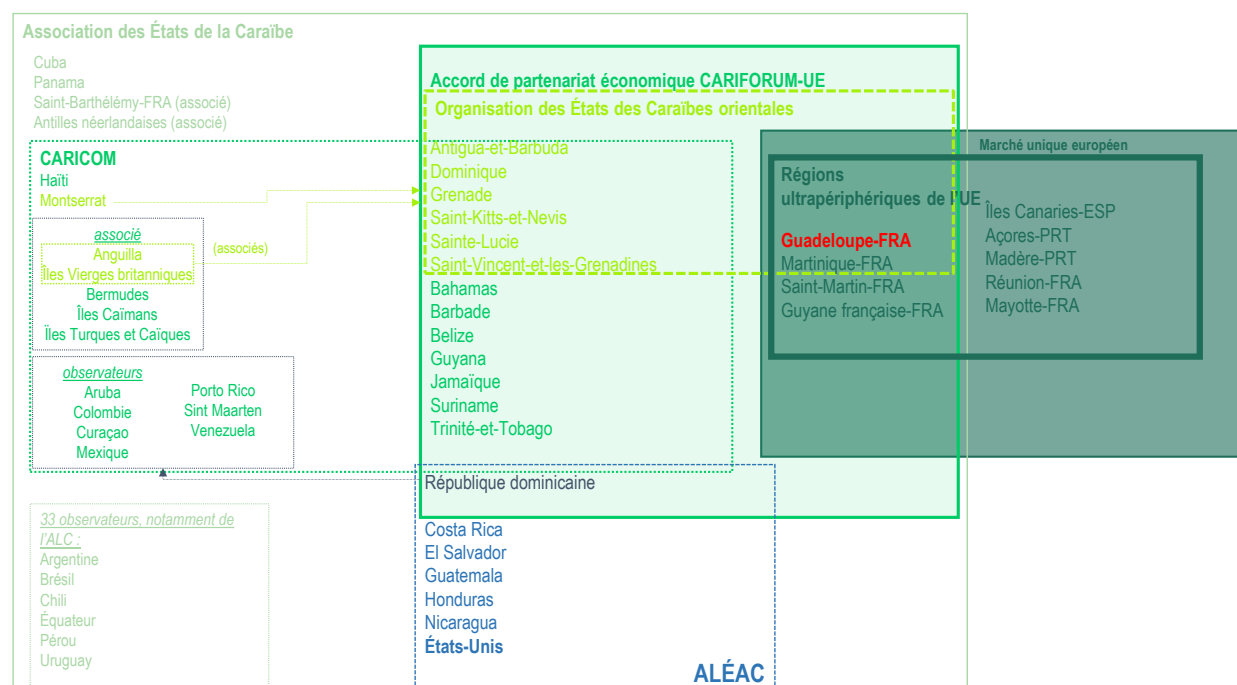 Association des États de la Caraïbe
Cuba
Panama
Saint-Barthélémy-FRA (associé)
Antilles néerlandaises (associé)
CARICOM
Haïti
Montserrat
associé
Anguilla
Îles Vierges britanniques
(associés)
Bermudes
Îles Caïmans
Ïles Turques et Caïques
observateurs
Aruba
Colombie
Curaçao
Mexique
Porto Rico
Sint Maarten
Venezuela
33 observateurs, notamment de
l'ALC :
Argentine
Brésil
Chili
Équateur
Pérou
Uruguay
Accord de partenariat économique CARIFORUM-UE
Organisation des États des Caraïbes orientales
Antigua-et-Barbuda
Dominique
Grenade
Saint-Kitts-et-Nevis
Sainte-Lucie
Saint-Vincent-et-les-Grenadines
Bahamas
Barbade
Belize
Guyana
Jamaïque
Suriname
Trinité-et-Tobago
République dominicaine
Costa Rica
El Salvador
Guatemala
Honduras
Nicaragua
États-Unis
ALÉAC
Marché unique européen
Régions
ultrapériphériques de l'UE
Guadeloupe-FRA
Martinique-FRA
Saint-Martin-FRA
Guyane française-FRA
Îles Canaries-ESP
Açores-PRT
Madère-PRT
Réunion-FRA
Mayotte-FRA